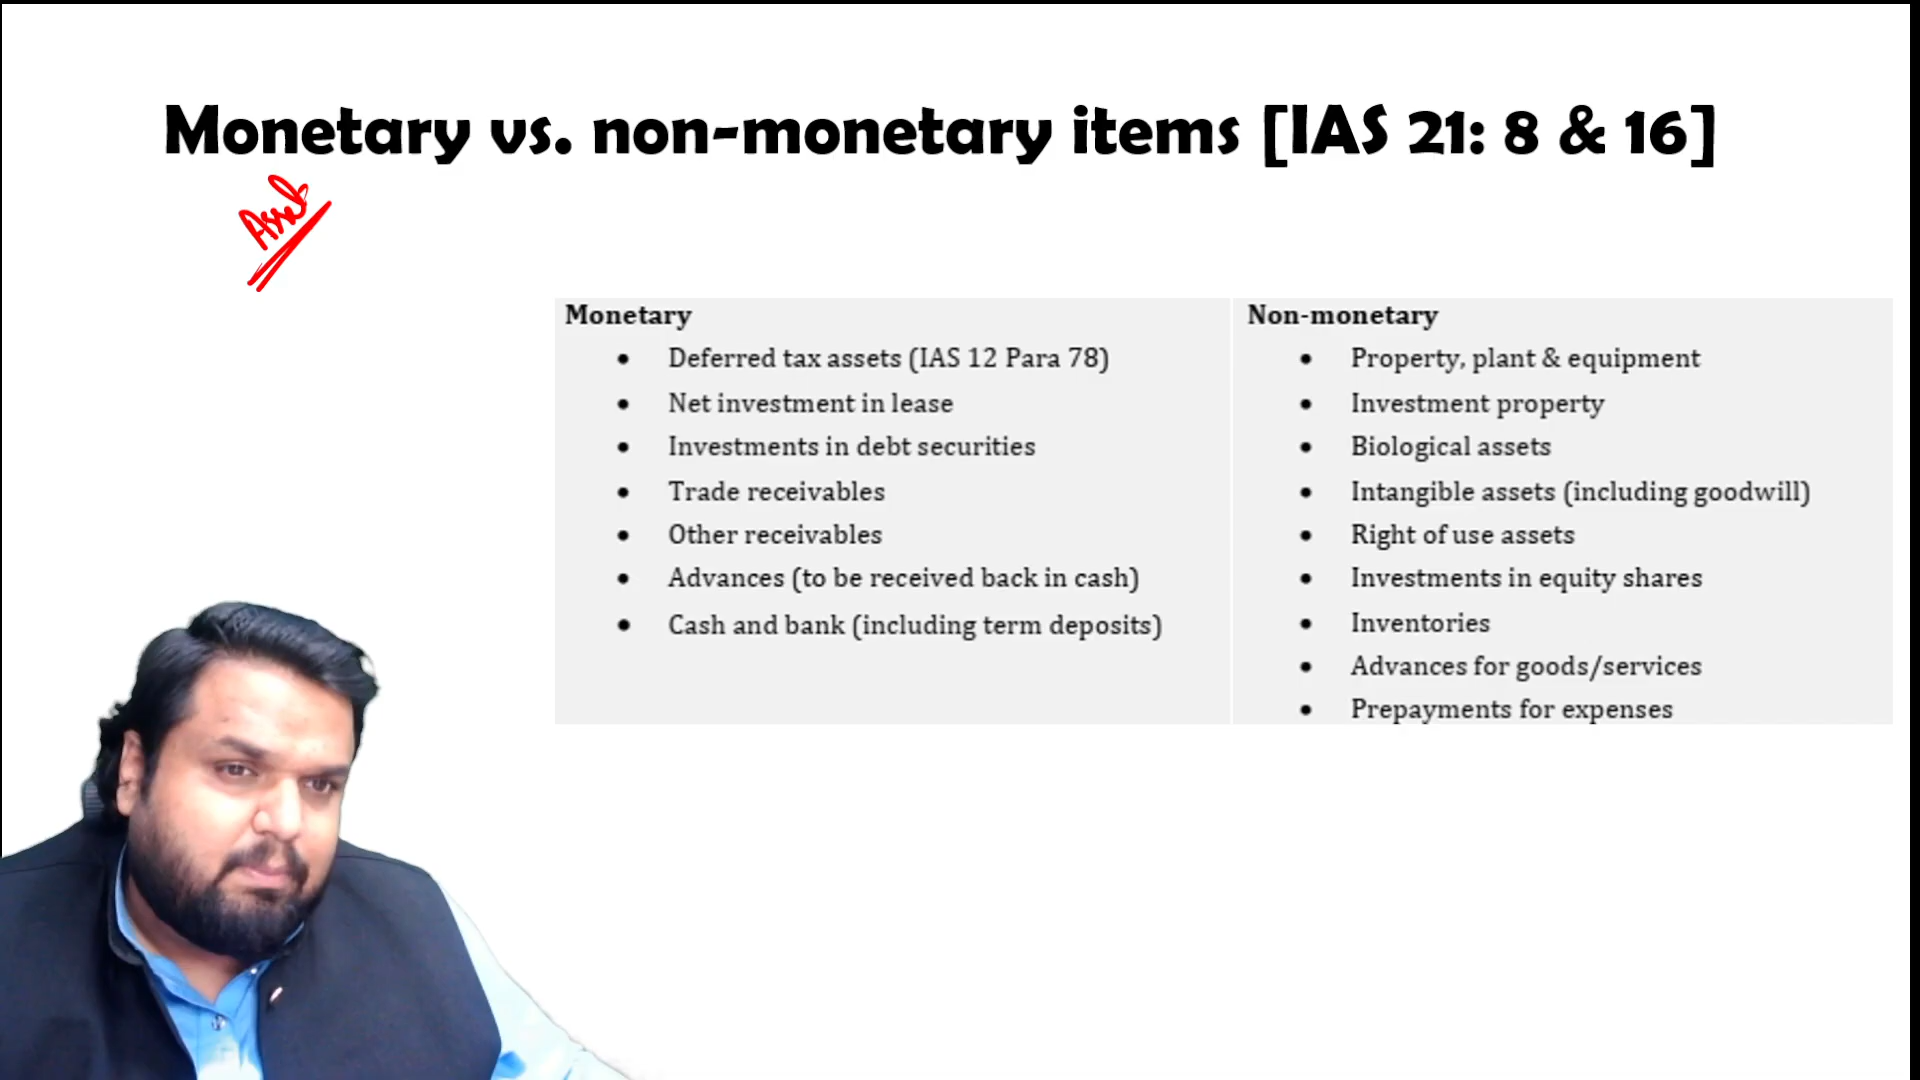 Monetary vs. non-monetary items [IAS 21: 8 & 16]
Asset
Monetary
• Deferred tax assets (IAS 12 Para 78)
• Net investment in lease
• Investments in debt securities
• Trade receivables
• Other receivables
• Advances (to be received back in cash)
• Cash and bank (including term deposits)
Non-monetary
• Property, plant & equipment
• Investment property
• Biological assets
• Intangible assets (including goodwill)
• Right of use assets
• Investments in equity shares
• Inventories
• Advances for goods/services
• Prepayments for expenses